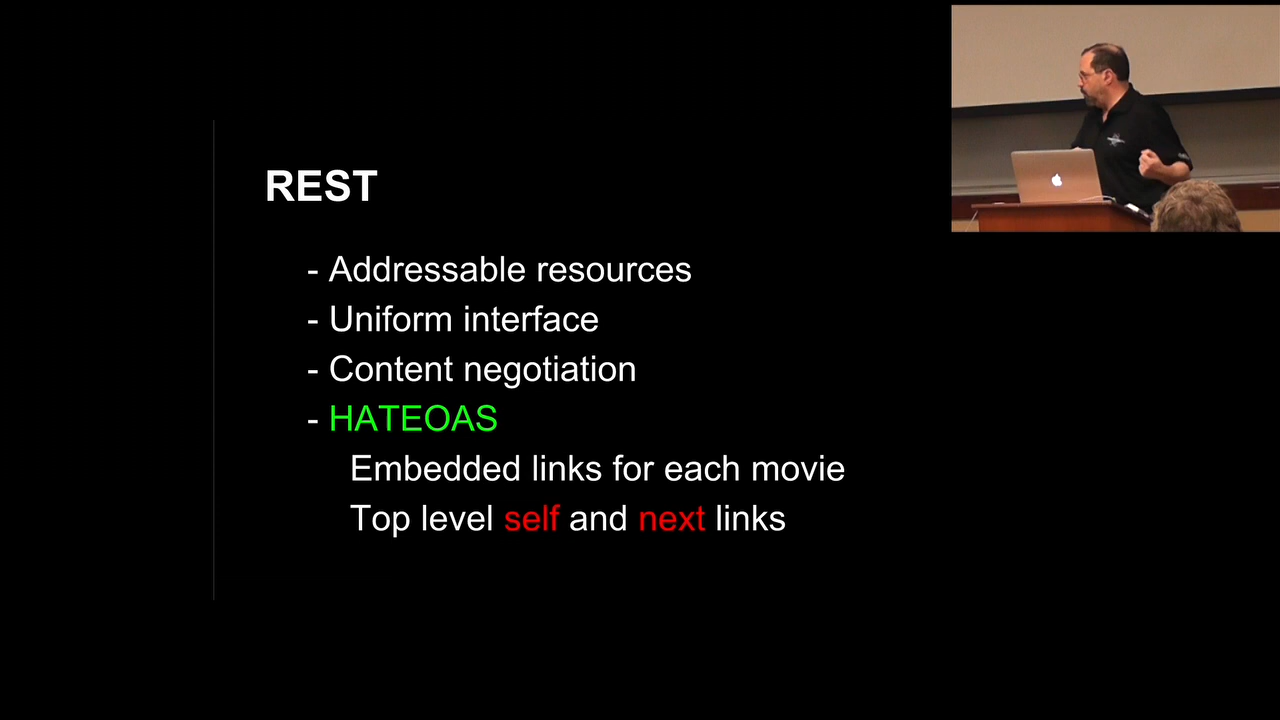 REST
- Addressable resources
- Uniform interface
- Content negotiation
- HATEOAS
Embedded links for each movie
Top level self and next links